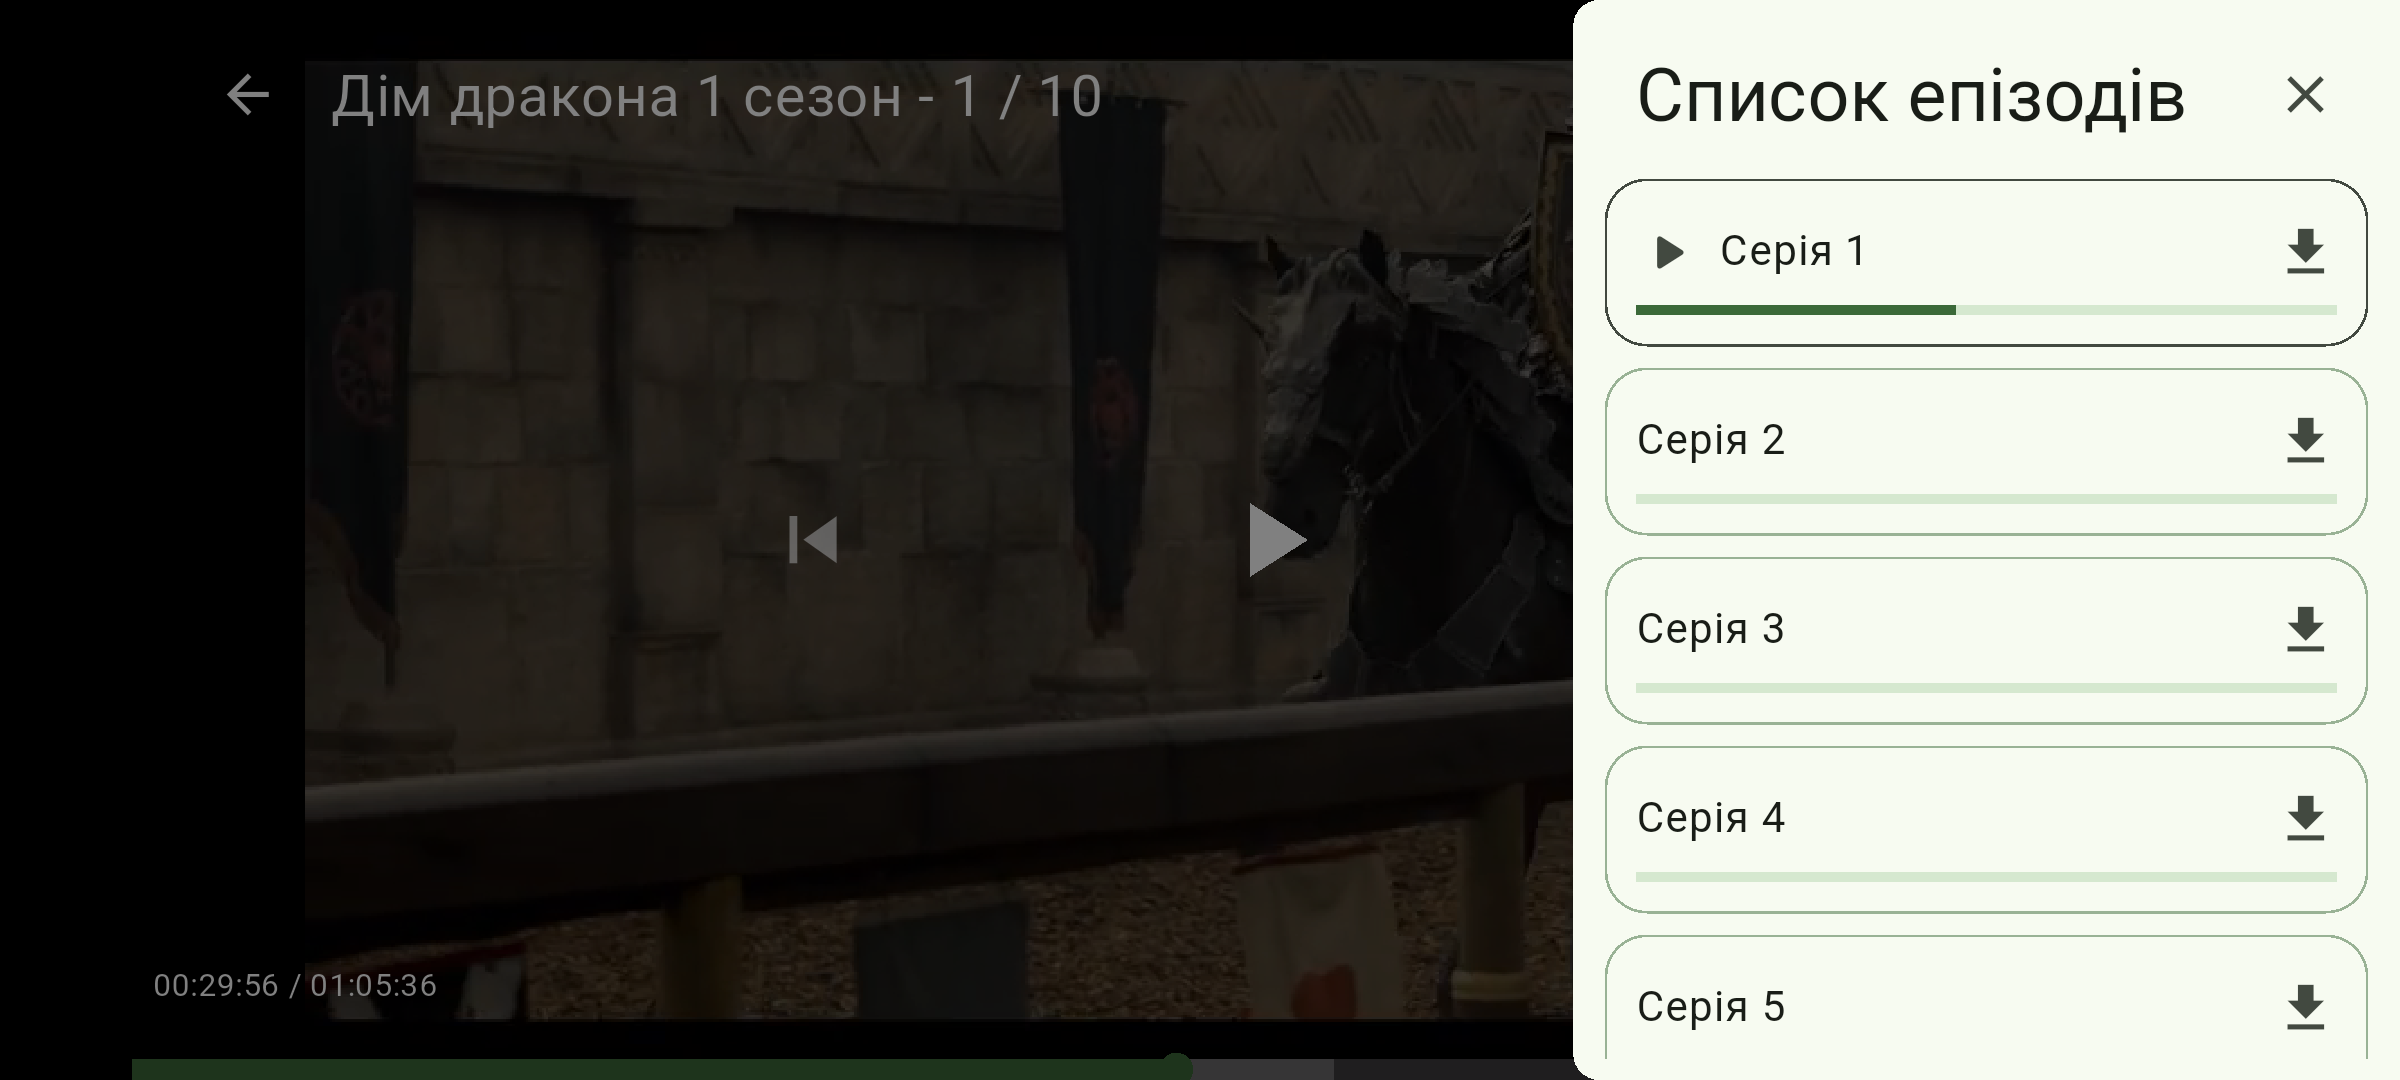 Дім дракона 1 сезон - 1 / 10
00:29:56 / 01:05:36
Список епізодів
Серія 1
Серія 2
Серія 3
Серія 4
Серія 5